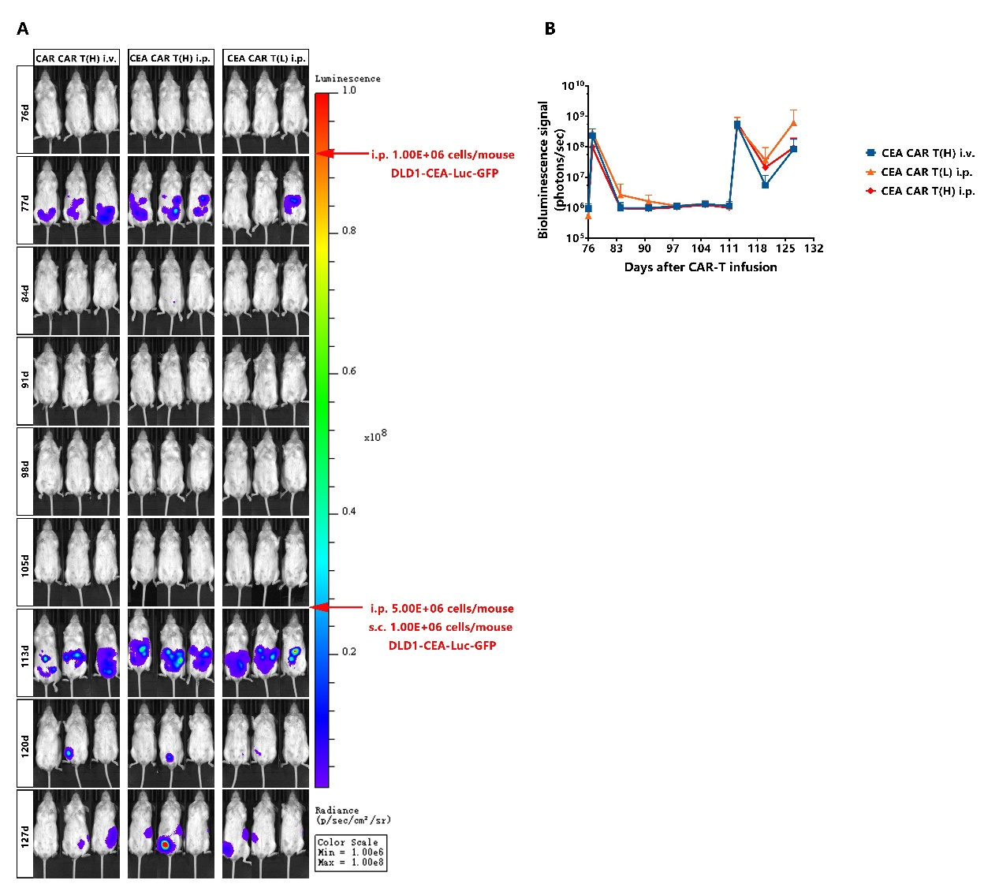 A
CAR CAR T(H) i.v.
CEA CAR T(H) i.p.
CEA CAR T(L) i.p.
76d
77d
84d
91d
98d
105d
113d
120d
127d
Luminescence
1.0
0.8
0.6
x10⁸
0.4
0.2
i.p. 1.00E+06 cells/mouse
DLD1-CEA-Luc-GFP
i.p. 5.00E+06 cells/mouse
s.c. 1.00E+06 cells/mouse
DLD1-CEA-Luc-GFP
Radiance
(p/sec/cm²/sr)
Color Scale
Min = 1.00e6
Max = 1.00e8
B
Bioluminescence signal
(photons/sec)
10¹⁰
10⁹
10⁸
10⁷
10⁶
10⁵
76 83 90 97 104 111 118 125 132
Days after CAR-T infusion
CEA CAR T(H) i.v.
CEA CAR T(L) i.p.
CEA CAR T(H) i.p.